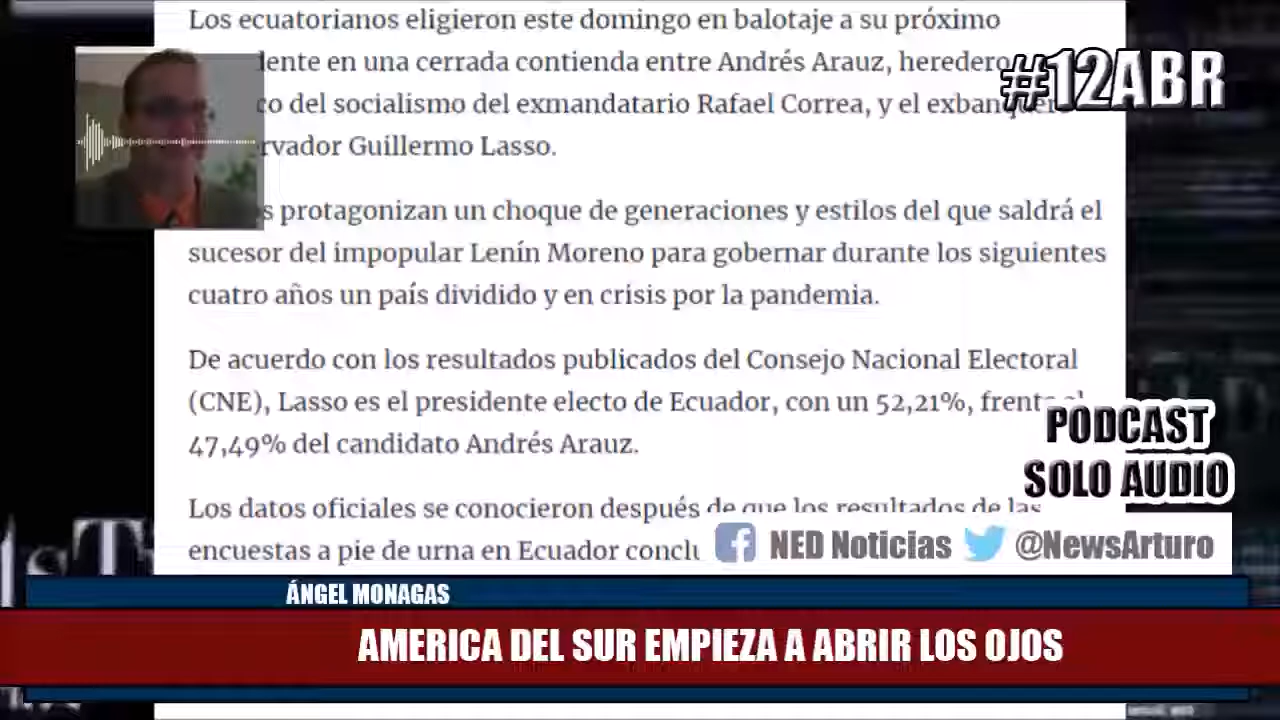 Los ecuatorianos eligieron este domingo en balotaje a su próximo
en una cerrada contienda entre Andrés Arauz, heredero
del socialismo del exmandatario Rafael Correa, y el
Guillermo Lasso.
protagonizan un choque de generaciones y estilos del que saldrá el
sucesor del impopular Lenín Moreno para gobernar durante los siguientes
cuatro años un país dividido y en crisis por la pandemia.
De acuerdo con los resultados publicados del Consejo Nacional Electoral
(CNE), Lasso es el presidente electo de Ecuador, con un 52,21%, frente
47,49% del candidato Andrés Arauz.
Los datos oficiales se conocieron después de que los resultados de las
encuestas a pie de urna en Ecuador
#12ABR
PODCAST
SOLO AUDIO
NED Noticias @NewsArturo
ÁNGEL MONAGAS
AMERICA DEL SUR EMPIEZA A ABRIR LOS OJOS